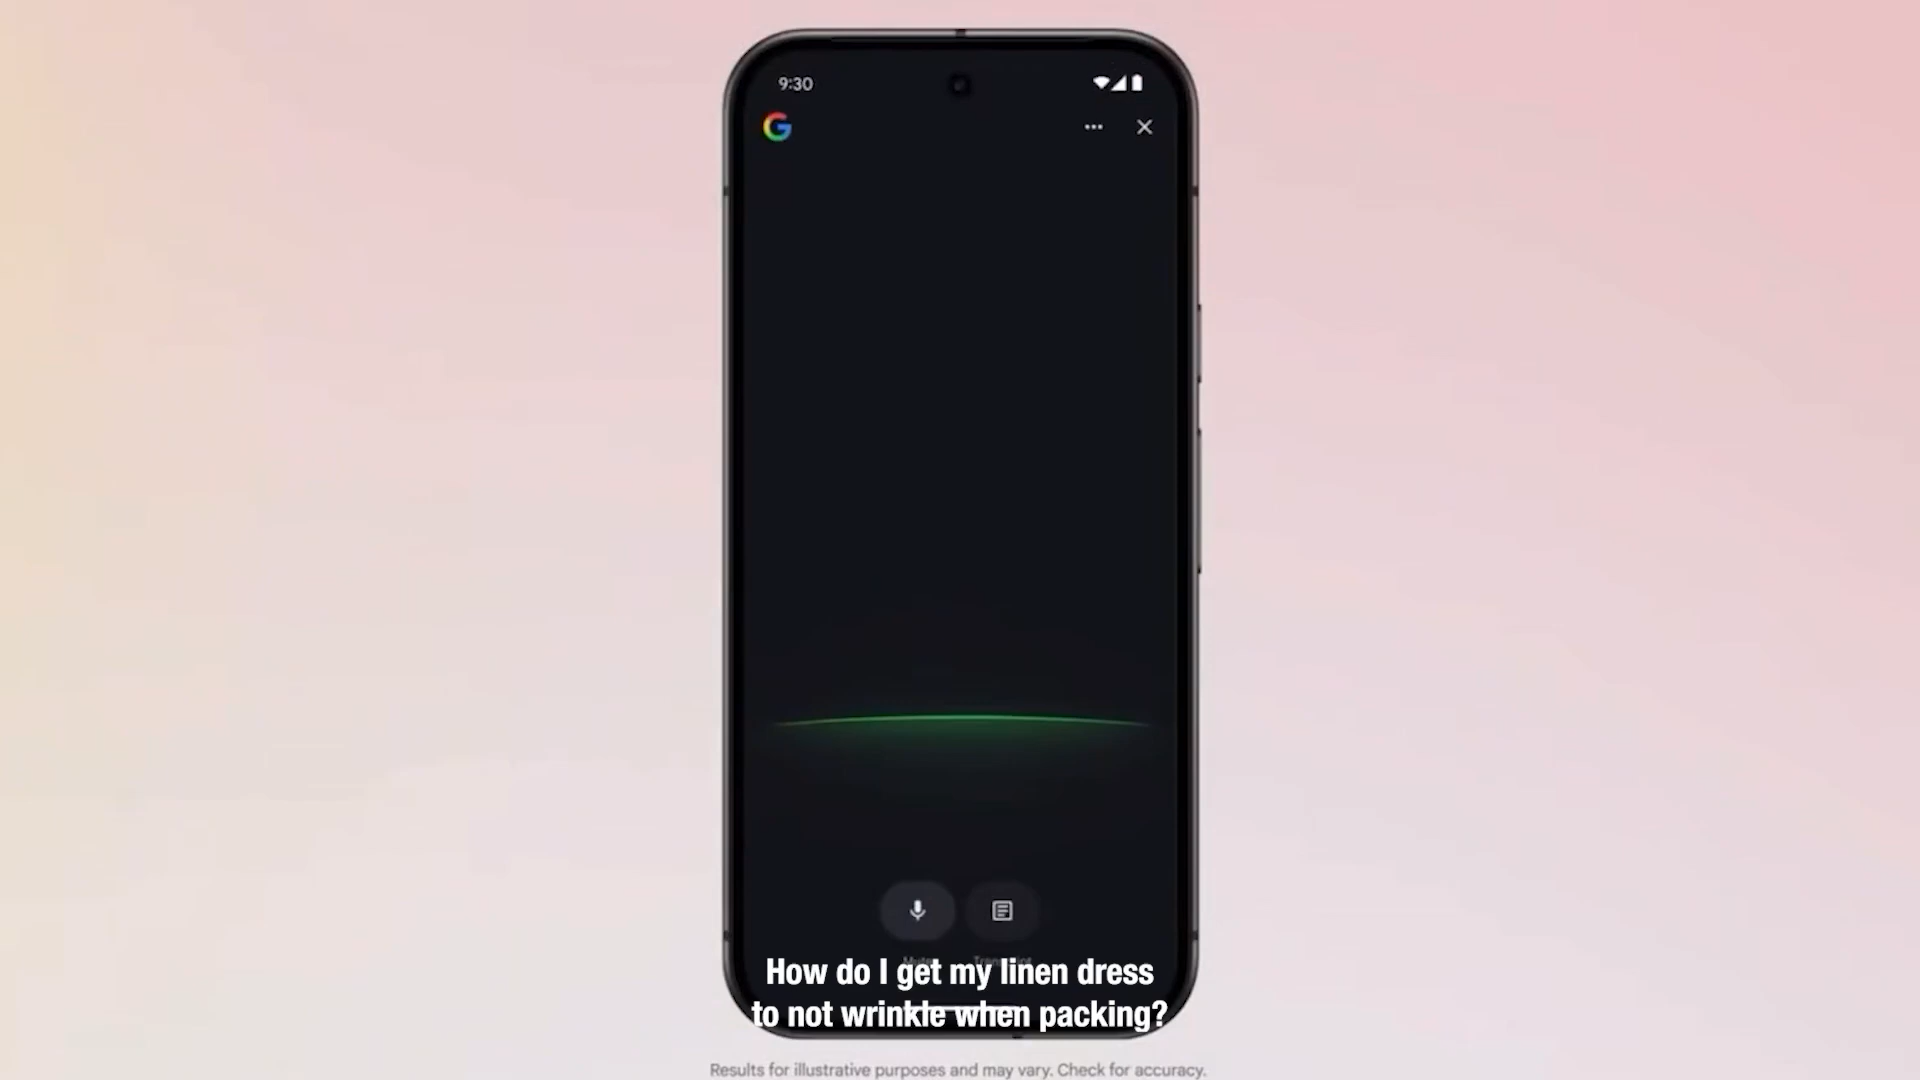 9:30
How do I get my linen dress
to not wrinkle when packing?
Results for illustrative purposes and may vary. Check for accuracy.